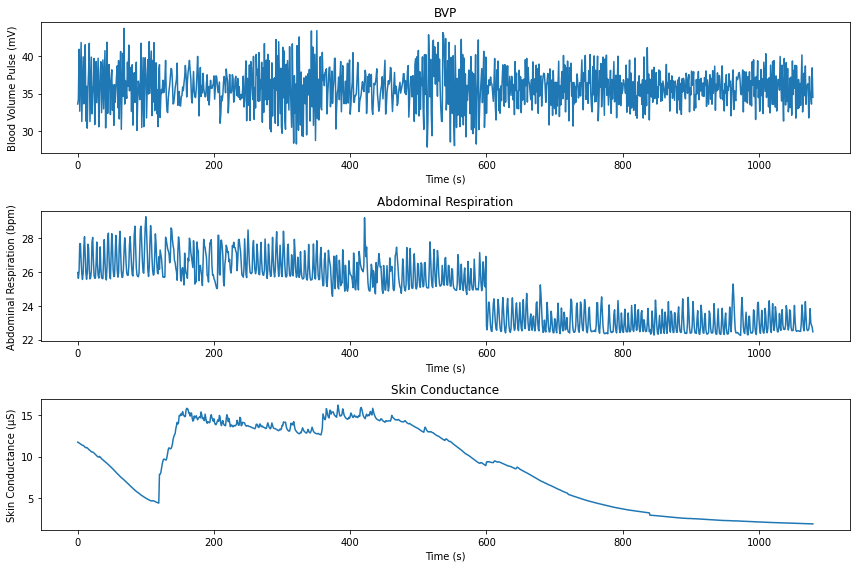 BVP
Blood Volume Pulse (mV)
40
35
30
0 200 400 600 800 1000
Time (s)
Abdominal Respiration
Abdominal Respiration (bpm)
28
26
24
22
0 200 400 600 800 1000
Time (s)
Skin Conductance
Skin Conductance (μS)
15
10
5
0 200 400 600 800 1000
Time (s)